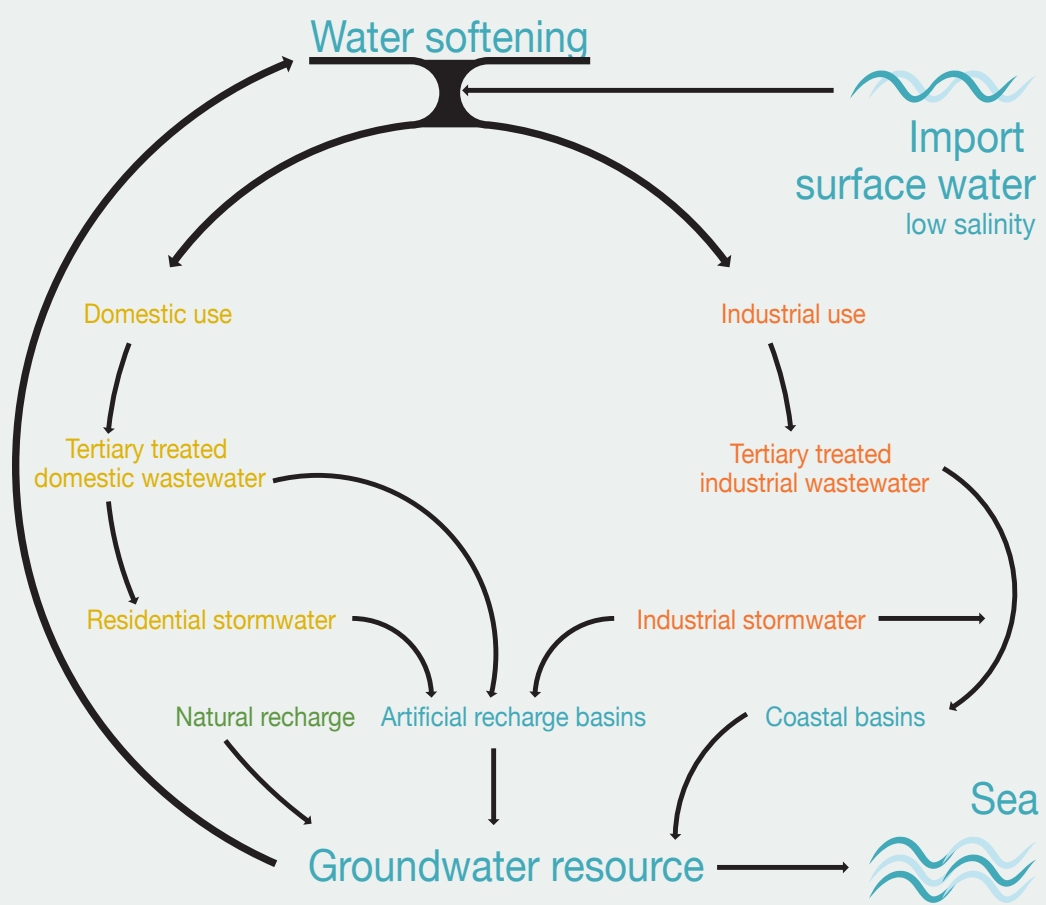 Water softening
Import
surface water
low salinity
Domestic use
Industrial use
Tertiary treated
domestic wastewater
Tertiary treated
industrial wastewater
Residential stormwater
Industrial stormwater
Natural recharge
Artificial recharge basins
Coastal basins
Sea
Groundwater resource